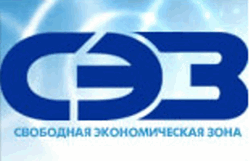 СЭЗ
СВОБОДНАЯ ЭКОНОМИЧЕСКАЯ ЗОНА